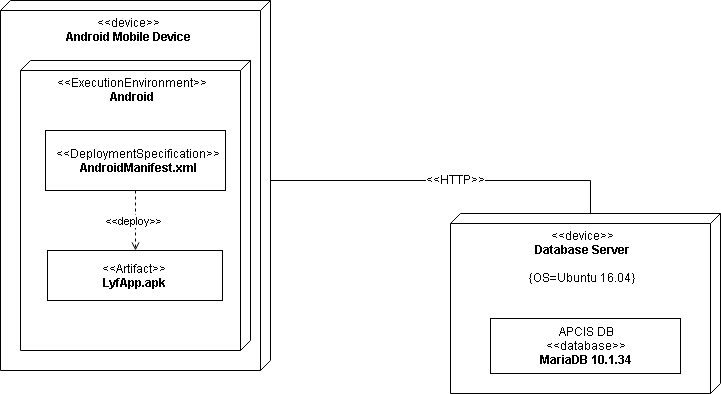 <<device>>
Android Mobile Device
<<ExecutionEnvironment>>
Android
<<DeploymentSpecification>>
AndroidManifest.xml
<<deploy>>
<<Artifact>>
LyfApp.apk
<<HTTP>>
<<device>>
Database Server
{OS=Ubuntu 16.04}
APCIS DB
<<database>>
MariaDB 10.1.34